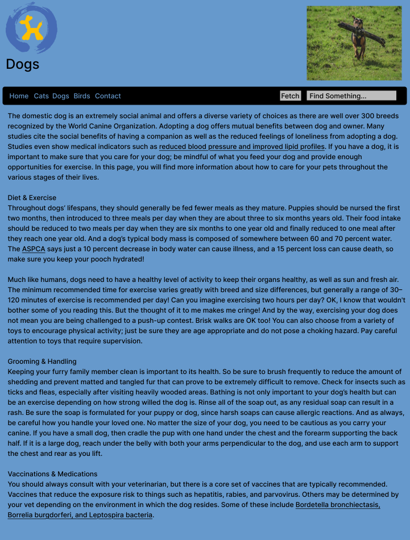 Dogs
Home Cats Dogs Birds Contact Fetch Find Something...
The domestic dog is an extremely social animal and offers a diverse variety of choices as there are well over 300 breeds
recognized by the World Canine Organization. Adopting a dog offers mutual benefits between dog and owner. Many
studies cite the social benefits of having a companion as well as the reduced feelings of loneliness from adopting a dog.
Studies even show medical indicators such as reduced blood pressure and improved lipid profiles. If you have a dog, it is
important to make sure that you care for your dog; be mindful of what you feed your dog and provide enough
opportunities for exercise. In this page, you will find more information about how to care for your pets throughout the
various stages of their lives.
Diet & Exercise
Throughout dogs' lifespans, they should generally be fed fewer meals as they mature. Puppies should be nursed the first
two months, then introduced to three meals per day when they are about three to six months years old. Their food intake
should be reduced to two meals per day when they are six months to one year old and finally reduced to one meal after
they reach one year old. And a dog's typical body mass is composed of somewhere between 60 and 70 percent water.
The ASPCA says just a 10 percent decrease in body water can cause illness, and a 15 percent loss can cause death, so
make sure you keep your pooch hydrated!
Much like humans, dogs need to have a healthy level of activity to keep their organs healthy, as well as sun and fresh air.
The minimum recommended time for exercise varies greatly with breed and size differences, but generally a range of 30–
120 minutes of exercise is recommended per day! Can you imagine exercising two hours per day? OK, I know that wouldn't
bother some of you reading this. But the thought of it to me makes me cringe! And by the way, exercising your dog does
not mean you are being challenged to a push-up contest. Brisk walks are OK too! You can also choose from a variety of
toys to encourage physical activity; just be sure they are age appropriate and do not pose a choking hazard. Pay careful
attention to toys that require supervision.
Grooming & Handling
Keeping your furry family member clean is important to its health. So be sure to brush frequently to reduce the amount of
shedding and prevent matted and tangled fur that can prove to be extremely difficult to remove. Check for insects such as
ticks and fleas, especially after visiting heavily wooded areas. Bathing is not only important to your dog's health but can
be an exercise depending on how strong willed the dog is. Rinse all of the soap out, as any residual soap can result in a
rash. Be sure the soap is formulated for your puppy or dog, since harsh soaps can cause allergic reactions. And as always,
be careful how you handle your loved one. No matter the size of your dog, you need to be cautious as you carry your
canine. If you have a small dog, then cradle the pup with one hand under the chest and the forearm supporting the back
half. If it is a large dog, reach under the belly with both your arms perpendicular to the dog, and use each arm to support
the chest and rear as you lift.
Vaccinations & Medications
You should always consult with your veterinarian, but there is a core set of vaccines that are typically recommended.
Vaccines that reduce the exposure risk to things such as hepatitis, rabies, and parvovirus. Others may be determined by
your vet depending on the environment in which the dog resides. Some of these include Bordetella bronchiectasis,
Borrelia burgdorferi, and Leptospira bacteria.